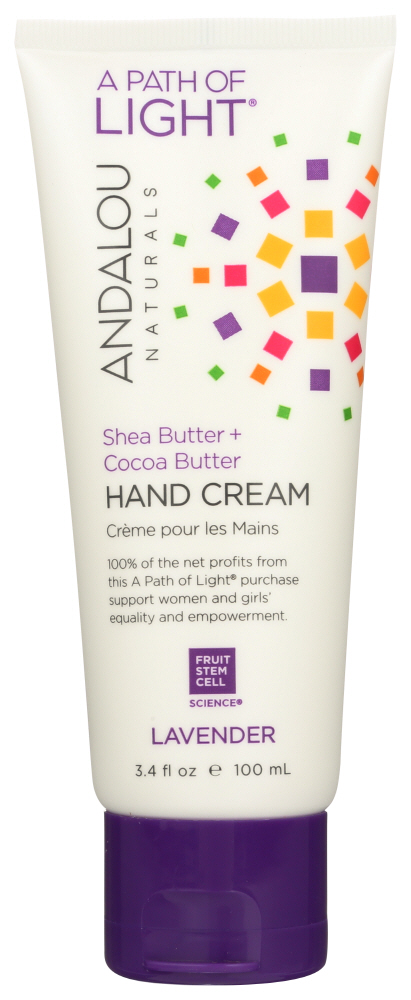 A PATH OF
LIGHT®
ANDALOU
NATURALS
Shea Butter +
Cocoa Butter
HAND CREAM
Crème pour les Mains
100% of the net profits from
this A Path of Light® purchase
support women and girls'
equality and empowerment.
FRUIT
STEM
CELL
SCIENCE®
LAVENDER
3.4 fl oz ℮ 100 mL